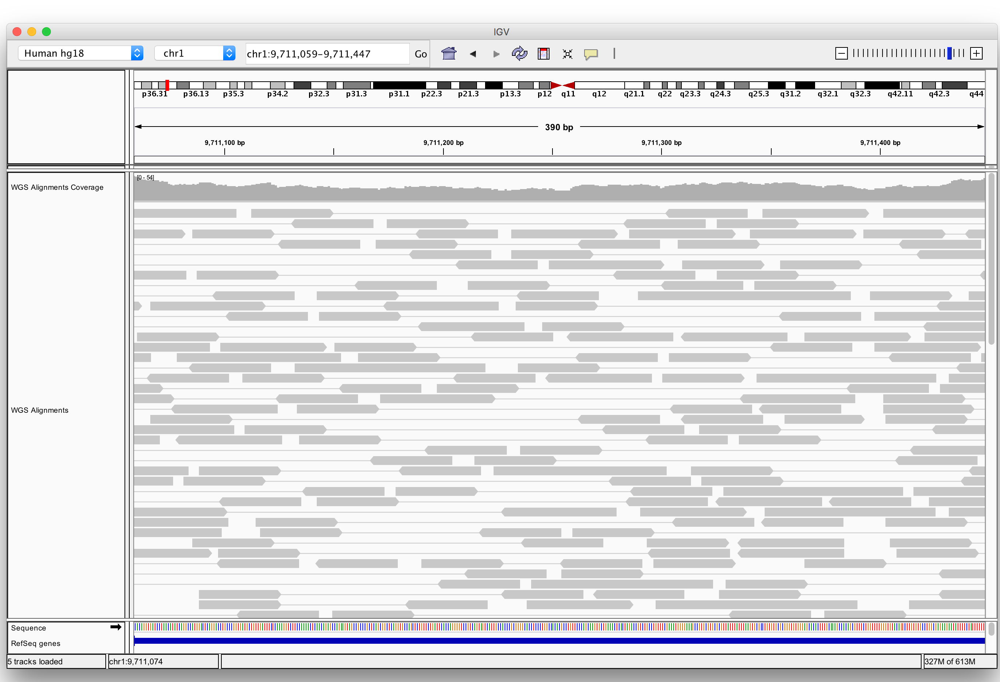 IGV
Human hg18 chr1 chr1:9,711,059-9,711,447 Go
p36.31 p36.13 p35.3 p34.2 p32.3 p31.3 p31.1 p22.3 p21.3 p13.3 p12 q11 q12 q21.1 q22 q23.3 q24.3 q25.3 q31.2 q32.1 q32.3 q42.11 q42.3 q44
390 bp
9,711,100 bp 9,711,200 bp 9,711,300 bp 9,711,400 bp
[0 - 54]
WGS Alignments Coverage
WGS Alignments
Sequence
RefSeq genes
5 tracks loaded chr1:9,711,074 327M of 613M